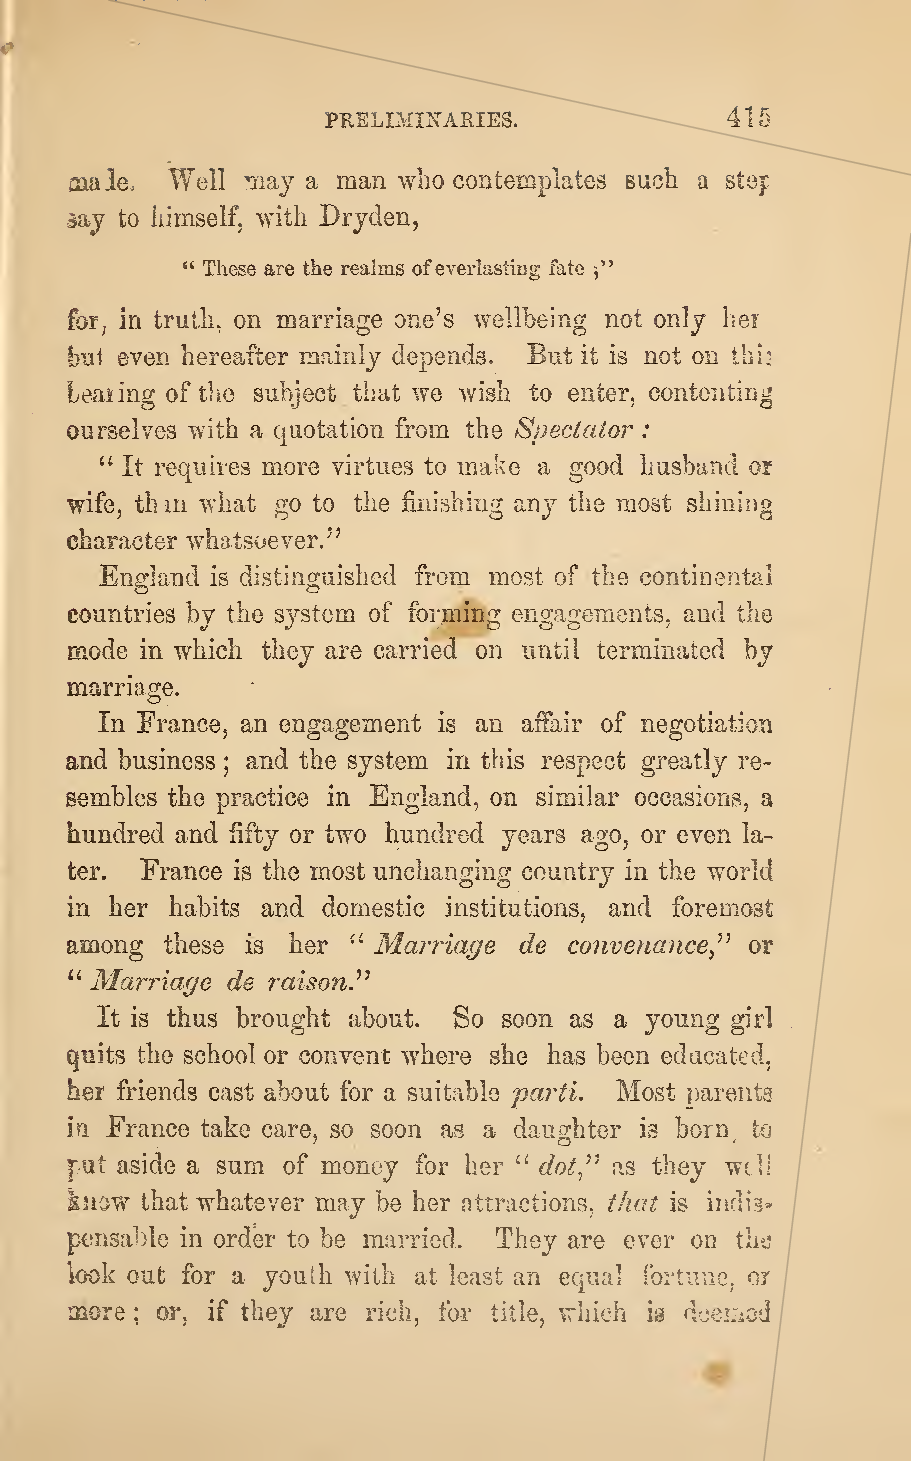 PRELIMINARIES. 415
made. Well may a man who contemplates such a step
say to himself, with Dryden,
“ These are the realms of everlasting fate ;”
for, in truth, on marriage one’s wellbeing not only her
but even hereafter mainly depends. But it is not on this
bearing of the subject that we wish to enter, contenting
ourselves with a quotation from the Spectator :
“ It requires more virtues to make a good husband or
wife, than what go to the finishing any the most shining
character whatsoever.”
England is distinguished from most of the continental
countries by the system of forming engagements, and the
mode in which they are carried on until terminated by
marriage.
In France, an engagement is an affair of negotiation
and business ; and the system in this respect greatly re-
sembles the practice in England, on similar occasions, a
hundred and fifty or two hundred years ago, or even la-
ter. France is the most unchanging country in the world
in her habits and domestic institutions, and foremost
among these is her “ Marriage de convenance,” or
“ Marriage de raison.”
It is thus brought about. So soon as a young girl
quits the school or convent where she has been educated,
her friends cast about for a suitable parti. Most parents
in France take care, so soon as a daughter is born, to
put aside a sum of money for her “ dot,” as they well
know that whatever may be her attractions, that is indis-
pensable in order to be married. They are ever on the
look out for a youth with at least an equal fortune, or
more ; or, if they are rich, for title, which is deemed